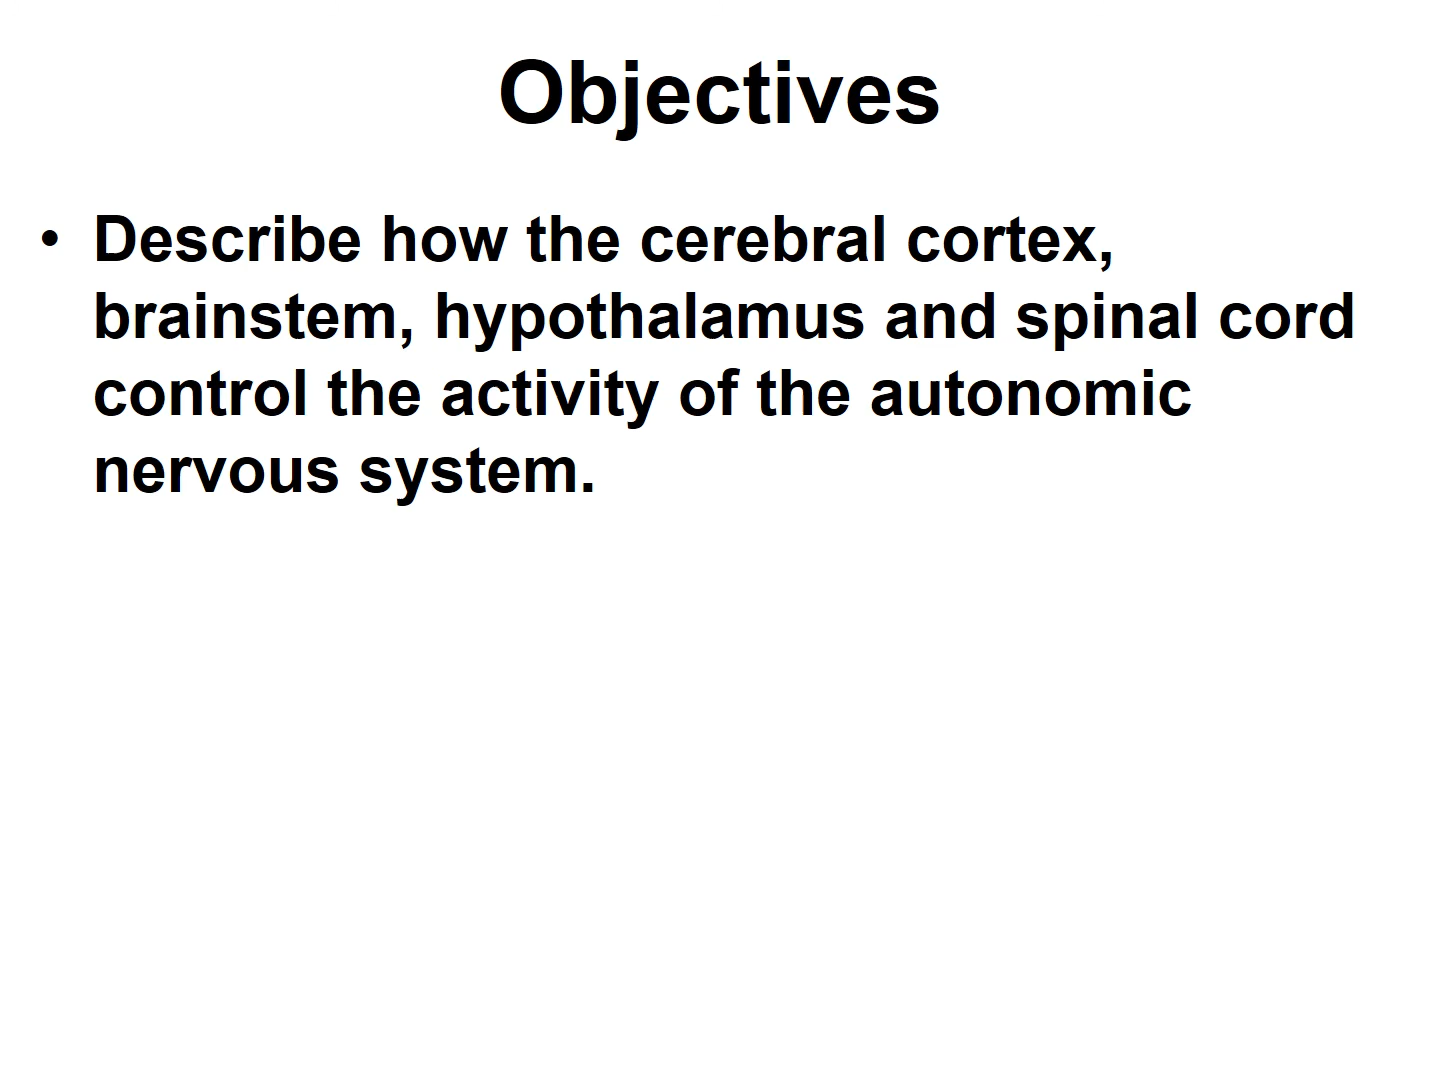 Objectives
• Describe how the cerebral cortex,
brainstem, hypothalamus and spinal cord
control the activity of the autonomic
nervous system.